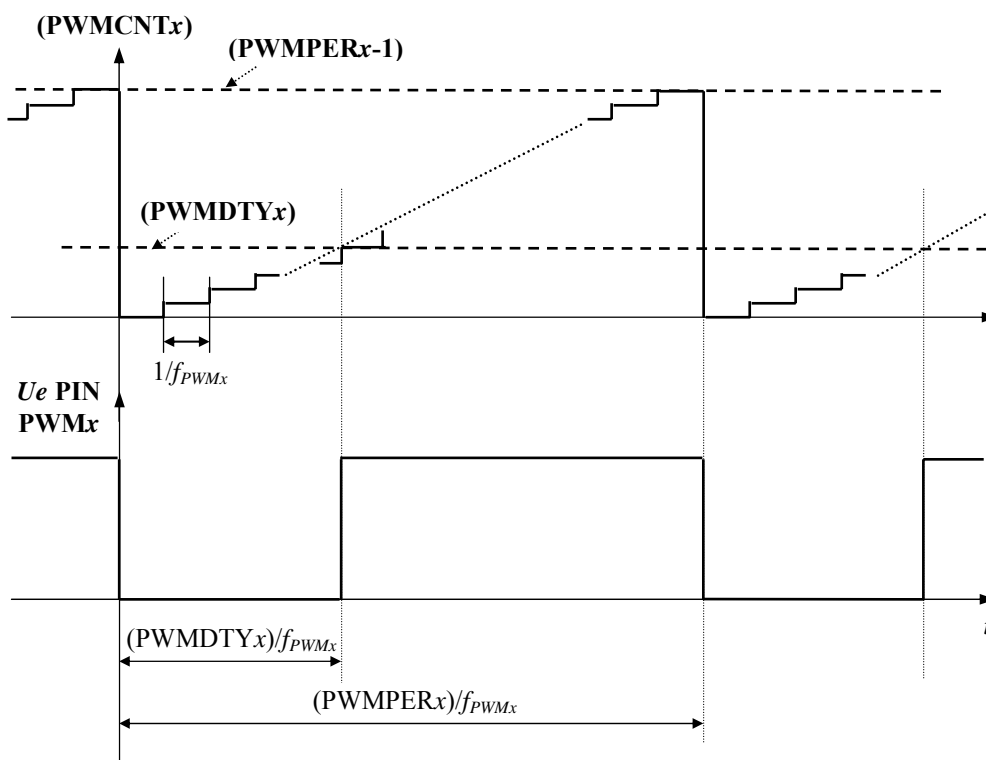 (PWMCNTx)
(PWMPERx-1)
(PWMDTYx)
1/fPWMx
Ue PIN
PWMx
(PWMDTYx)/fPWMx
(PWMPERx)/fPWMx